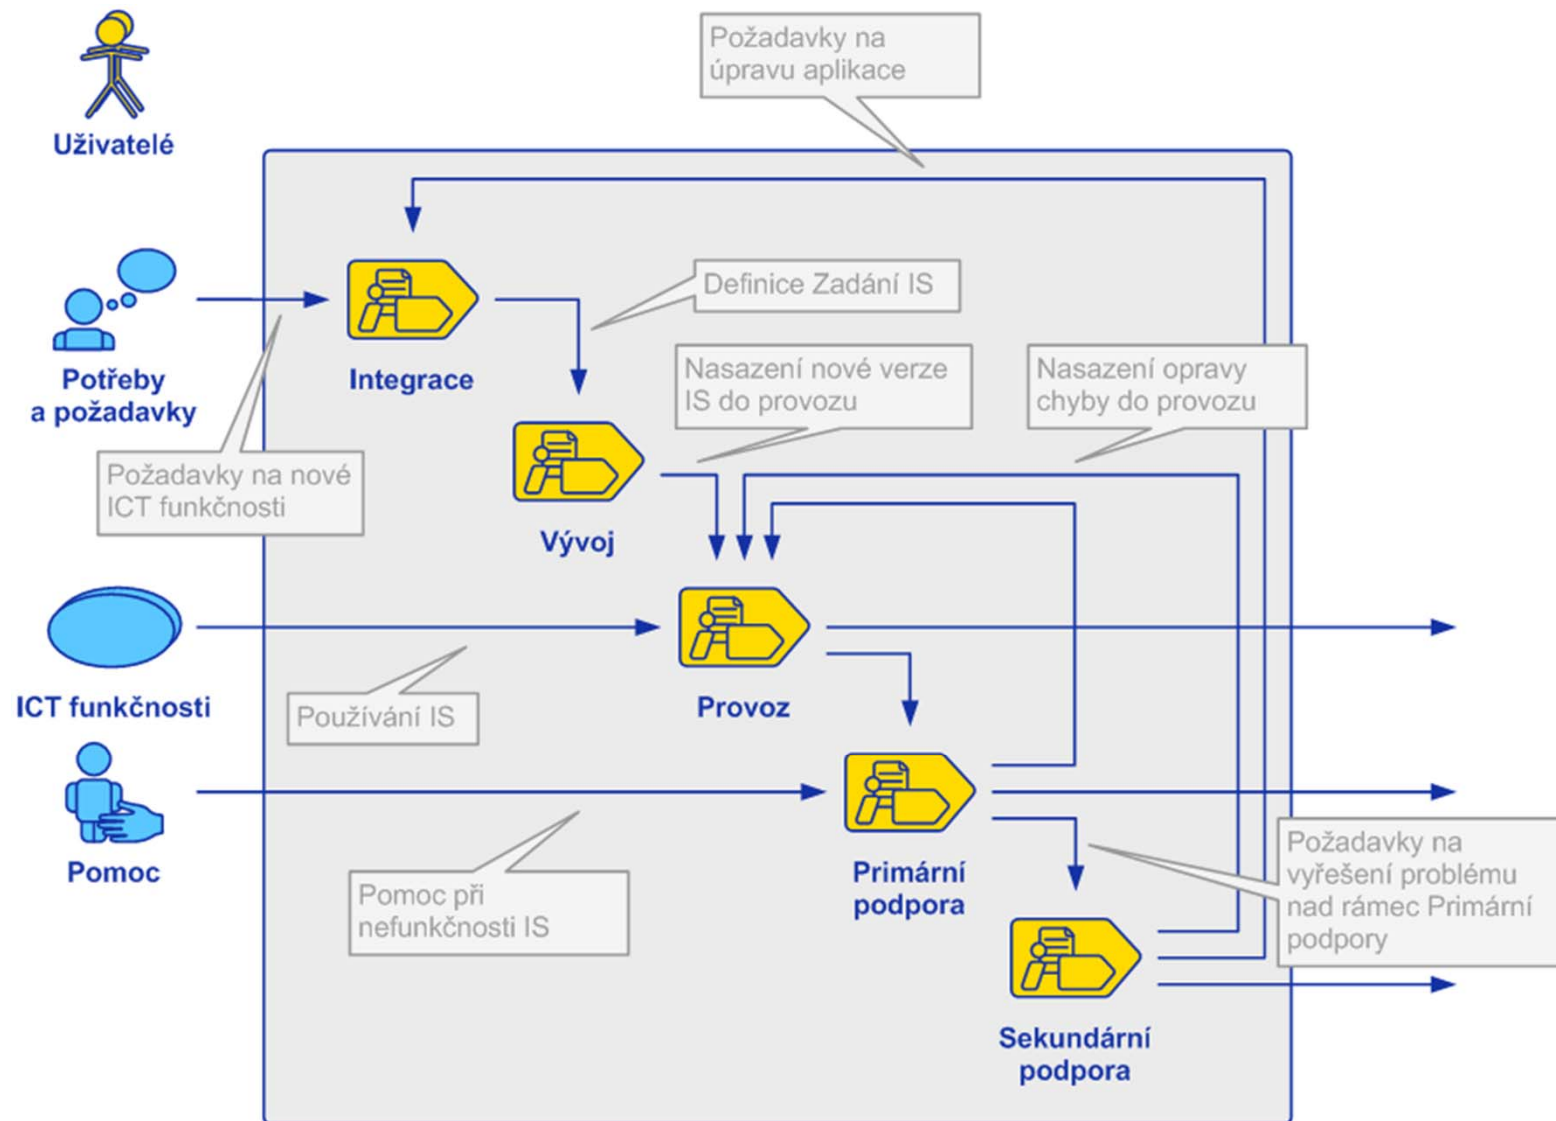 Požadavky na
úpravu aplikace
Uživatelé
Definice Zadání IS
Potřeby
a požadavky
Integrace
Nasazení nové verze
IS do provozu
Nasazení opravy
chyby do provozu
Požadavky na nové
ICT funkčnosti
Vývoj
ICT funkčnosti
Používání IS
Provoz
Pomoc
Pomoc při
nefunkčnosti IS
Primární
podpora
Požadavky na
vyřešení problému
nad rámec Primární
podpory
Sekundární
podpora